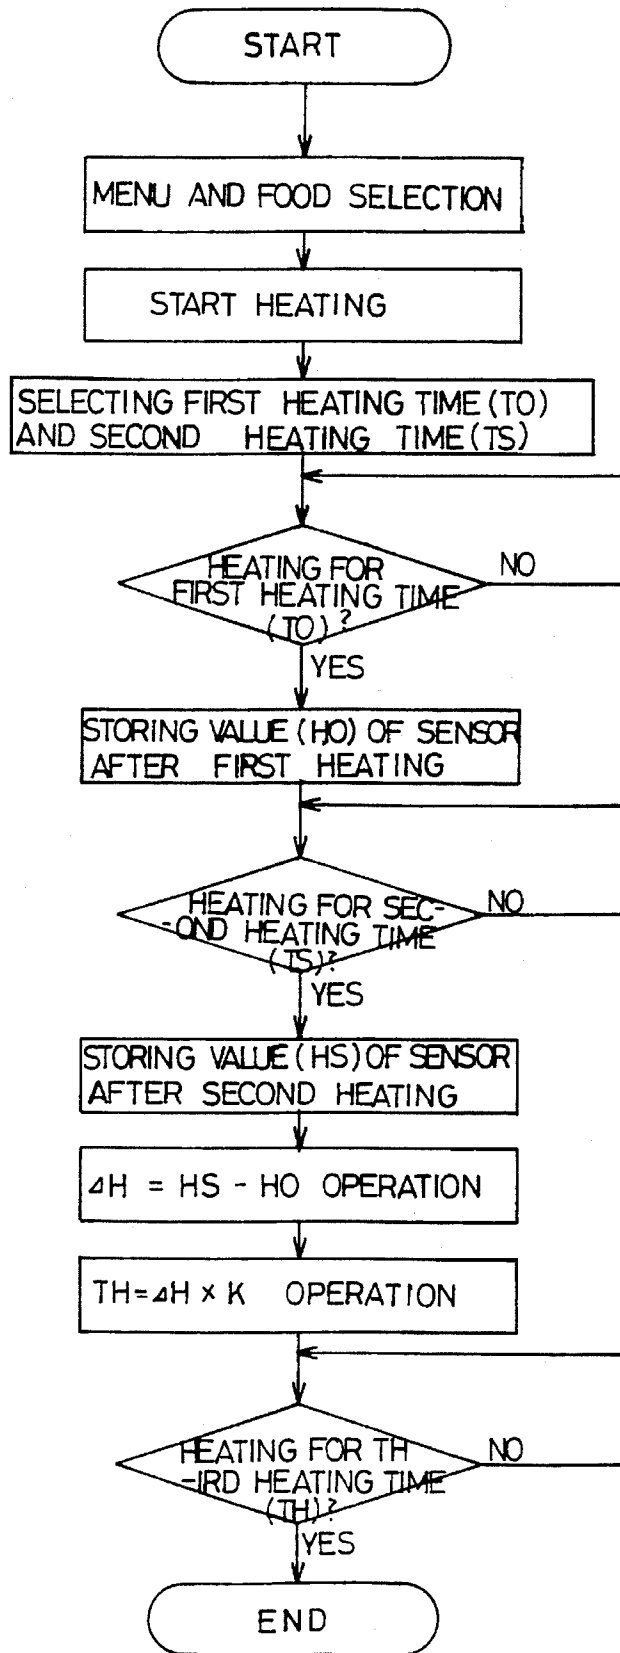 START
MENU AND FOOD SELECTION
START HEATING
SELECTING FIRST HEATING TIME (TO)
AND SECOND HEATING TIME (TS)
HEATING FOR
FIRST HEATING TIME
(TO)?
NO
YES
STORING VALUE (HO) OF SENSOR
AFTER FIRST HEATING
HEATING FOR SEC-
-OND HEATING TIME
(TS)?
NO
YES
STORING VALUE (HS) OF SENSOR
AFTER SECOND HEATING
⊿H = HS - HO OPERATION
TH=⊿H × K OPERATION
HEATING FOR TH
-IRD HEATING TIME
(TH)?
NO
YES
END